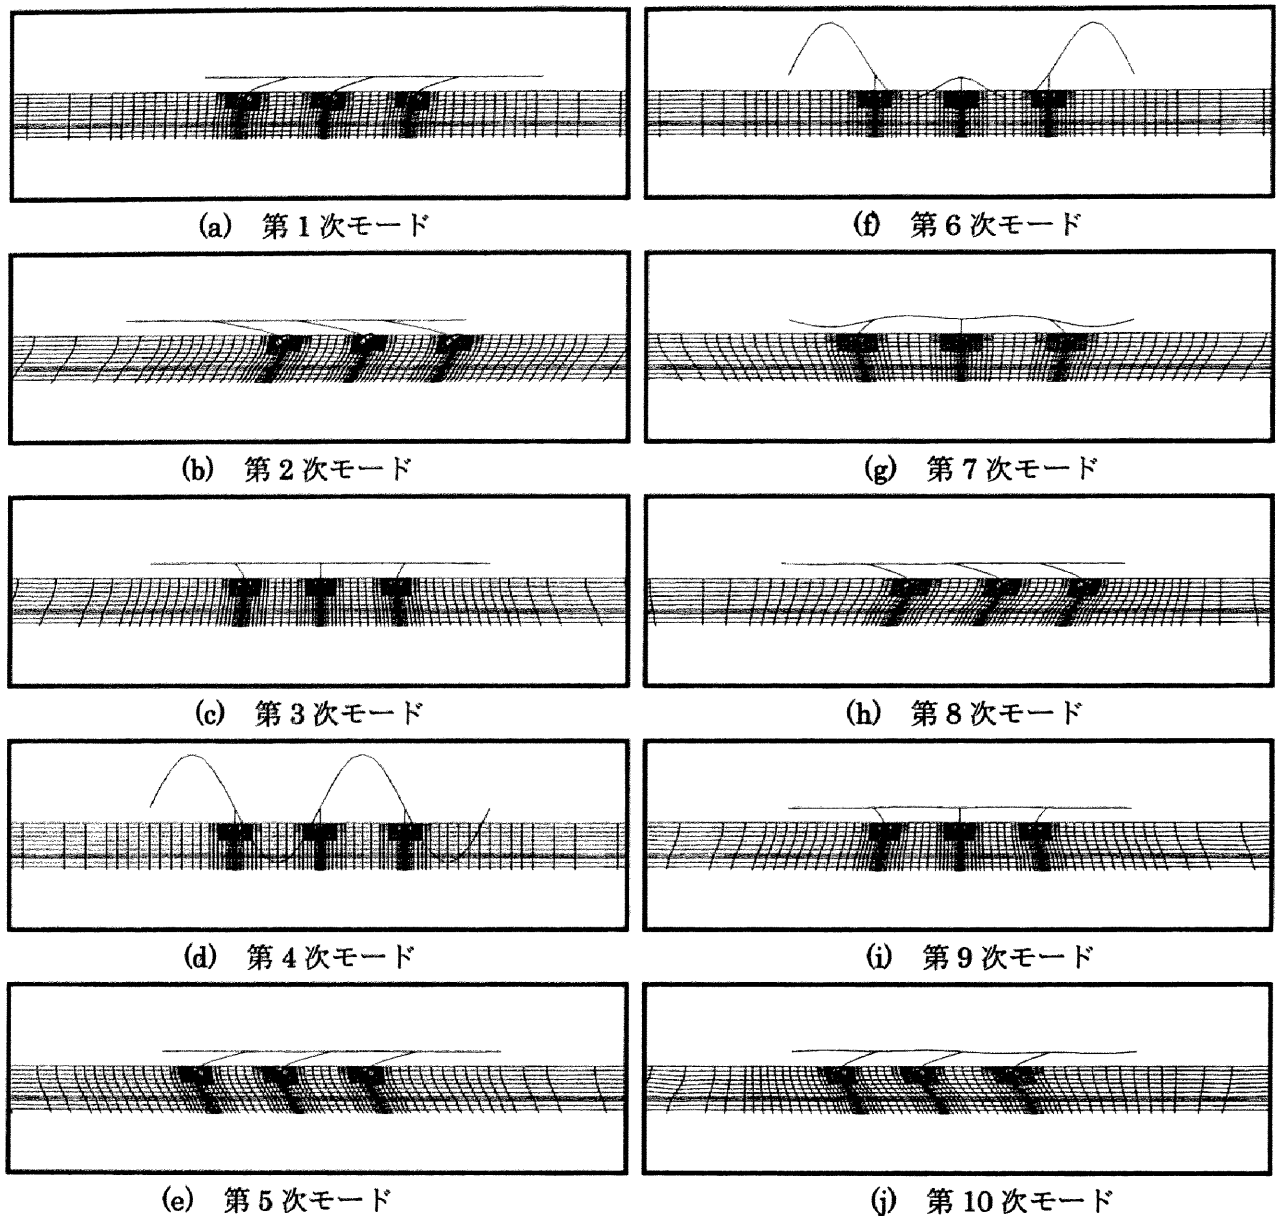 (a) 第1次モード
(f) 第6次モード
(b) 第2次モード
(g) 第7次モード
(c) 第3次モード
(h) 第8次モード
(d) 第4次モード
(i) 第9次モード
(e) 第5次モード
(j) 第10次モード